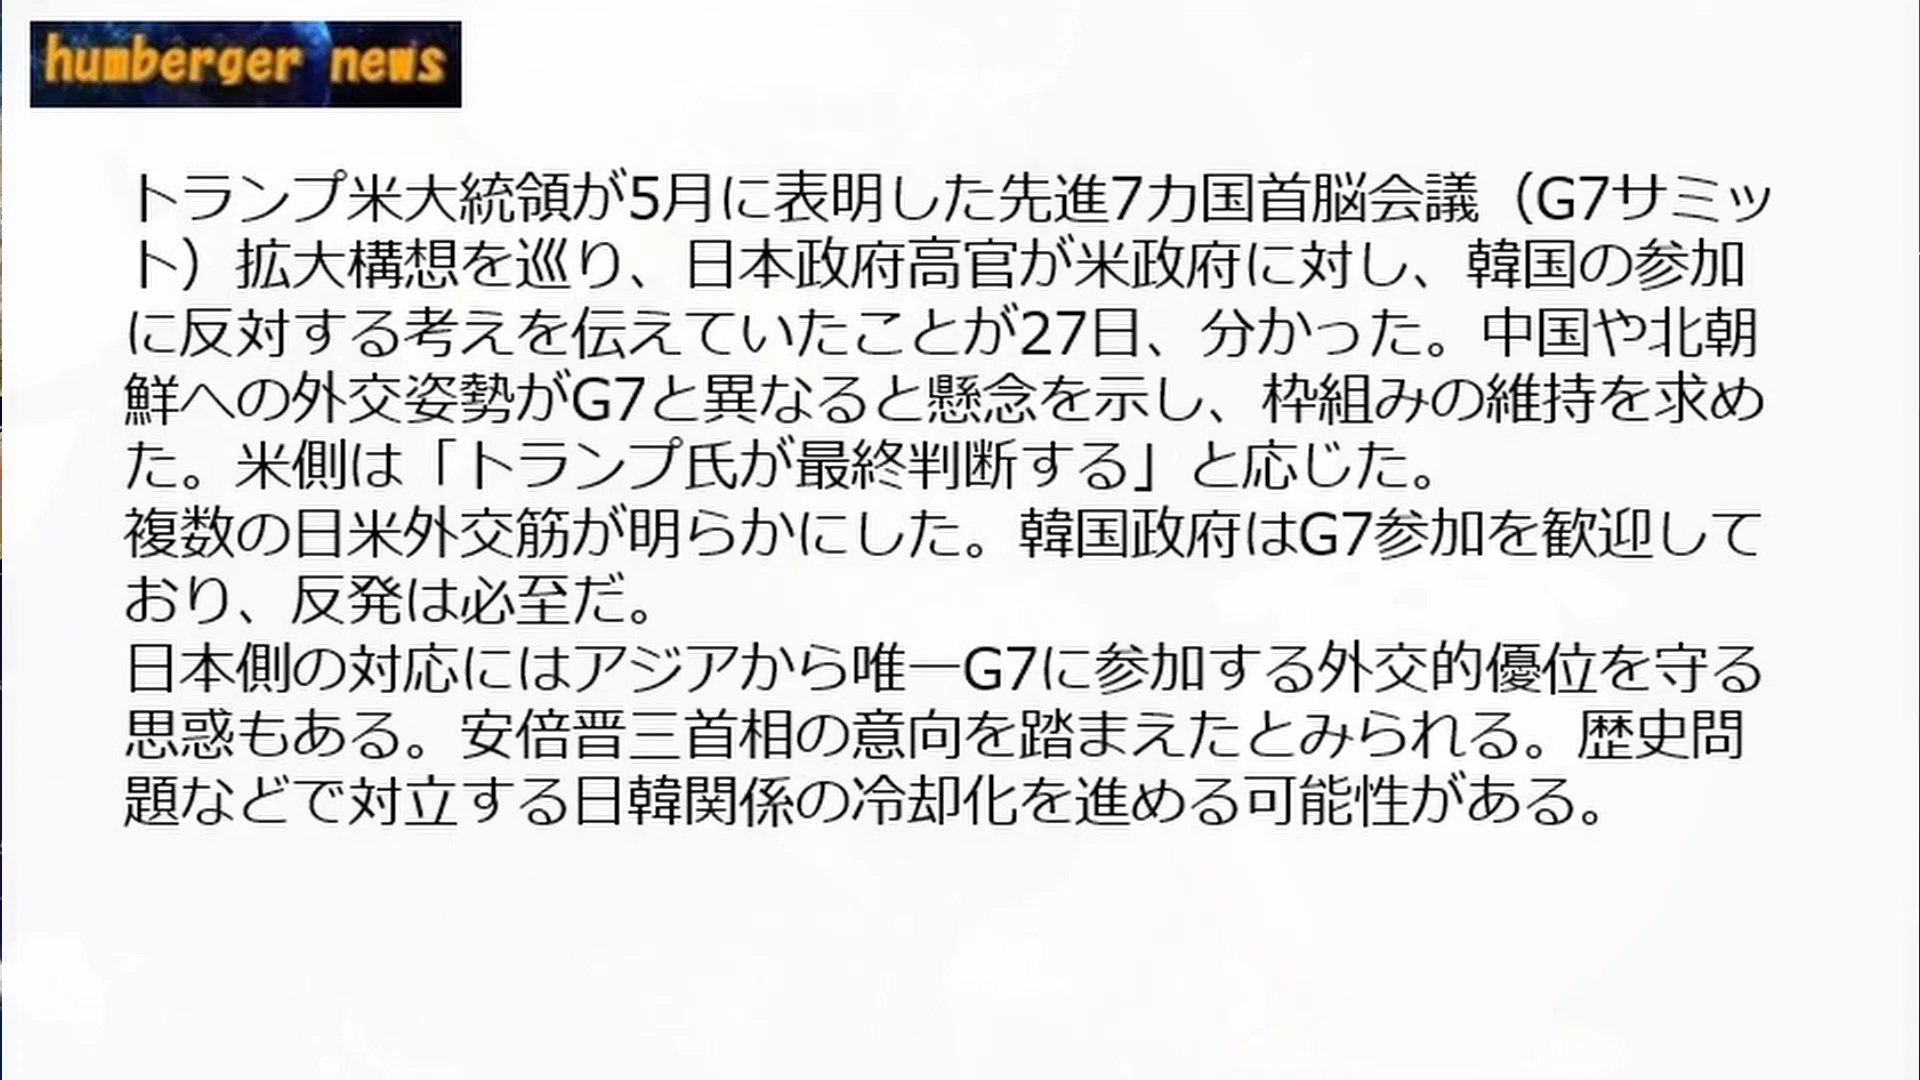 humberger news
トランプ米大統領が5月に表明した先進7カ国首脳会議（G7サミッ
ト）拡大構想を巡り、日本政府高官が米政府に対し、韓国の参加
に反対する考えを伝えていたことが27日、分かった。中国や北朝
鮮への外交姿勢がG7と異なると懸念を示し、枠組みの維持を求め
た。米側は「トランプ氏が最終判断する」と応じた。
複数の日米外交筋が明らかにした。韓国政府はG7参加を歓迎して
おり、反発は必至だ。
日本側の対応にはアジアから唯一G7に参加する外交的優位を守る
思惑もある。安倍晋三首相の意向を踏まえたとみられる。歴史問
題などで対立する日韓関係の冷却化を進める可能性がある。